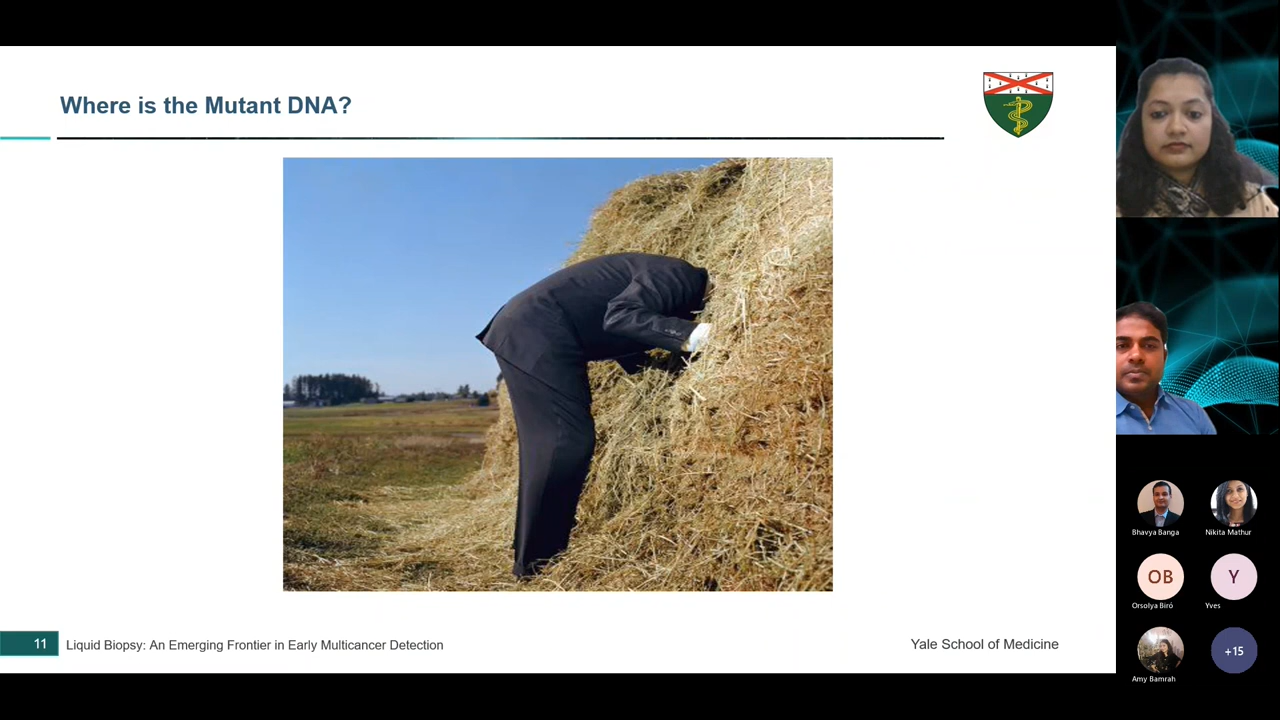 Where is the Mutant DNA?
11
Liquid Biopsy: An Emerging Frontier in Early Multicancer Detection
Yale School of Medicine
Bhavya Banga
Nikita Mathur
OB
Y
Orsolya Biró
Yves
+15
Amy Bamrah